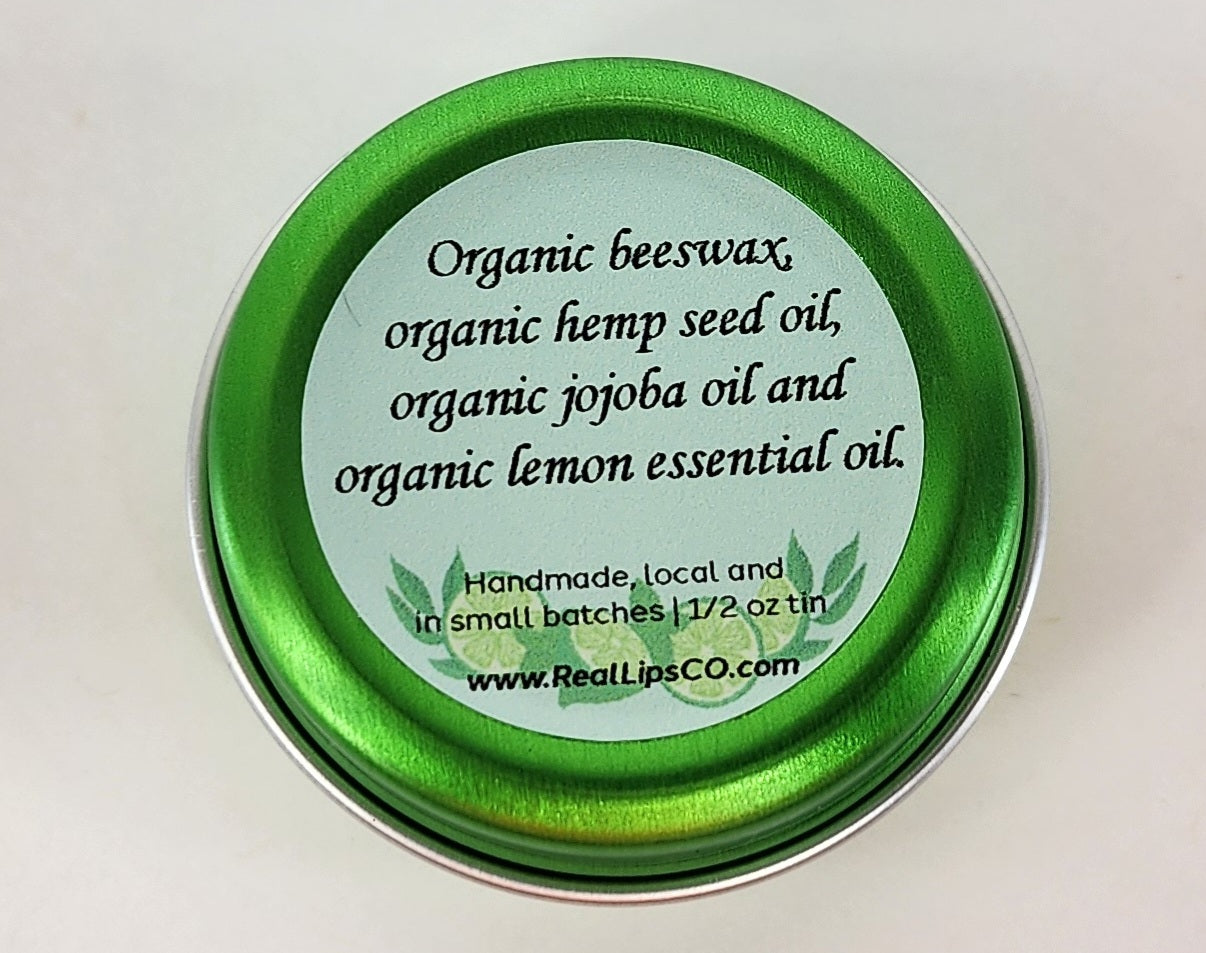 Organic beeswax,
organic hemp seed oil,
organic jojoba oil and
organic lemon essential oil.
Handmade, local and
in small batches | 1/2 oz tin
www.RealLipsCO.com